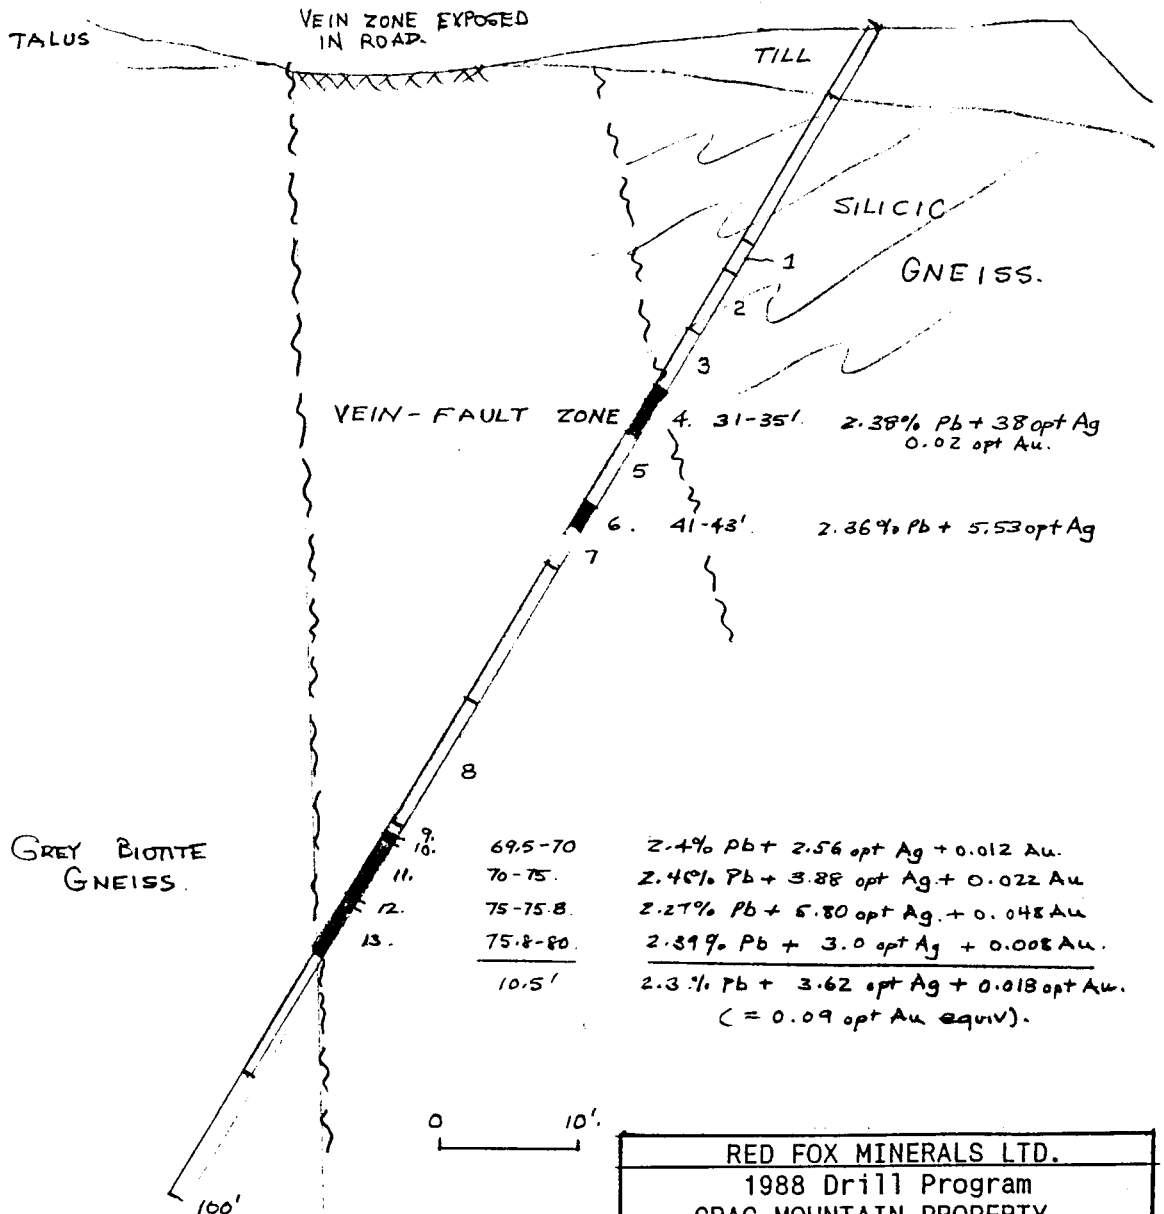 VEIN ZONE EXPOSED
IN ROAD.
TALUS
TILL
SILICIC
GNEISS.
1
2
3
VEIN-FAULT ZONE
4. 31-35'. 2.38% Pb + 38 opt Ag
0.02 opt Au.
5
6. 41-43'. 2.36% Pb + 5.53 opt Ag
7
8
GREY BIOTITE
GNEISS.
9.
10. 69.5-70 2.4% Pb + 2.56 opt Ag + 0.012 Au.
11. 70-75. 2.46% Pb + 3.88 opt Ag. + 0.022 Au
12. 75-75.8 2.27% Pb + 5.80 opt Ag. + 0.048 Au
13. 75.8-80. 2.39% Pb + 3.0 opt Ag + 0.008 Au.
10.5' 2.3% Pb + 3.62 opt Ag + 0.018 opt Au.
( = 0.09 opt Au equiv).
0 10'.
100'
RED FOX MINERALS LTD.
1988 Drill Program
CRAG MOUNTAIN PROPERTY